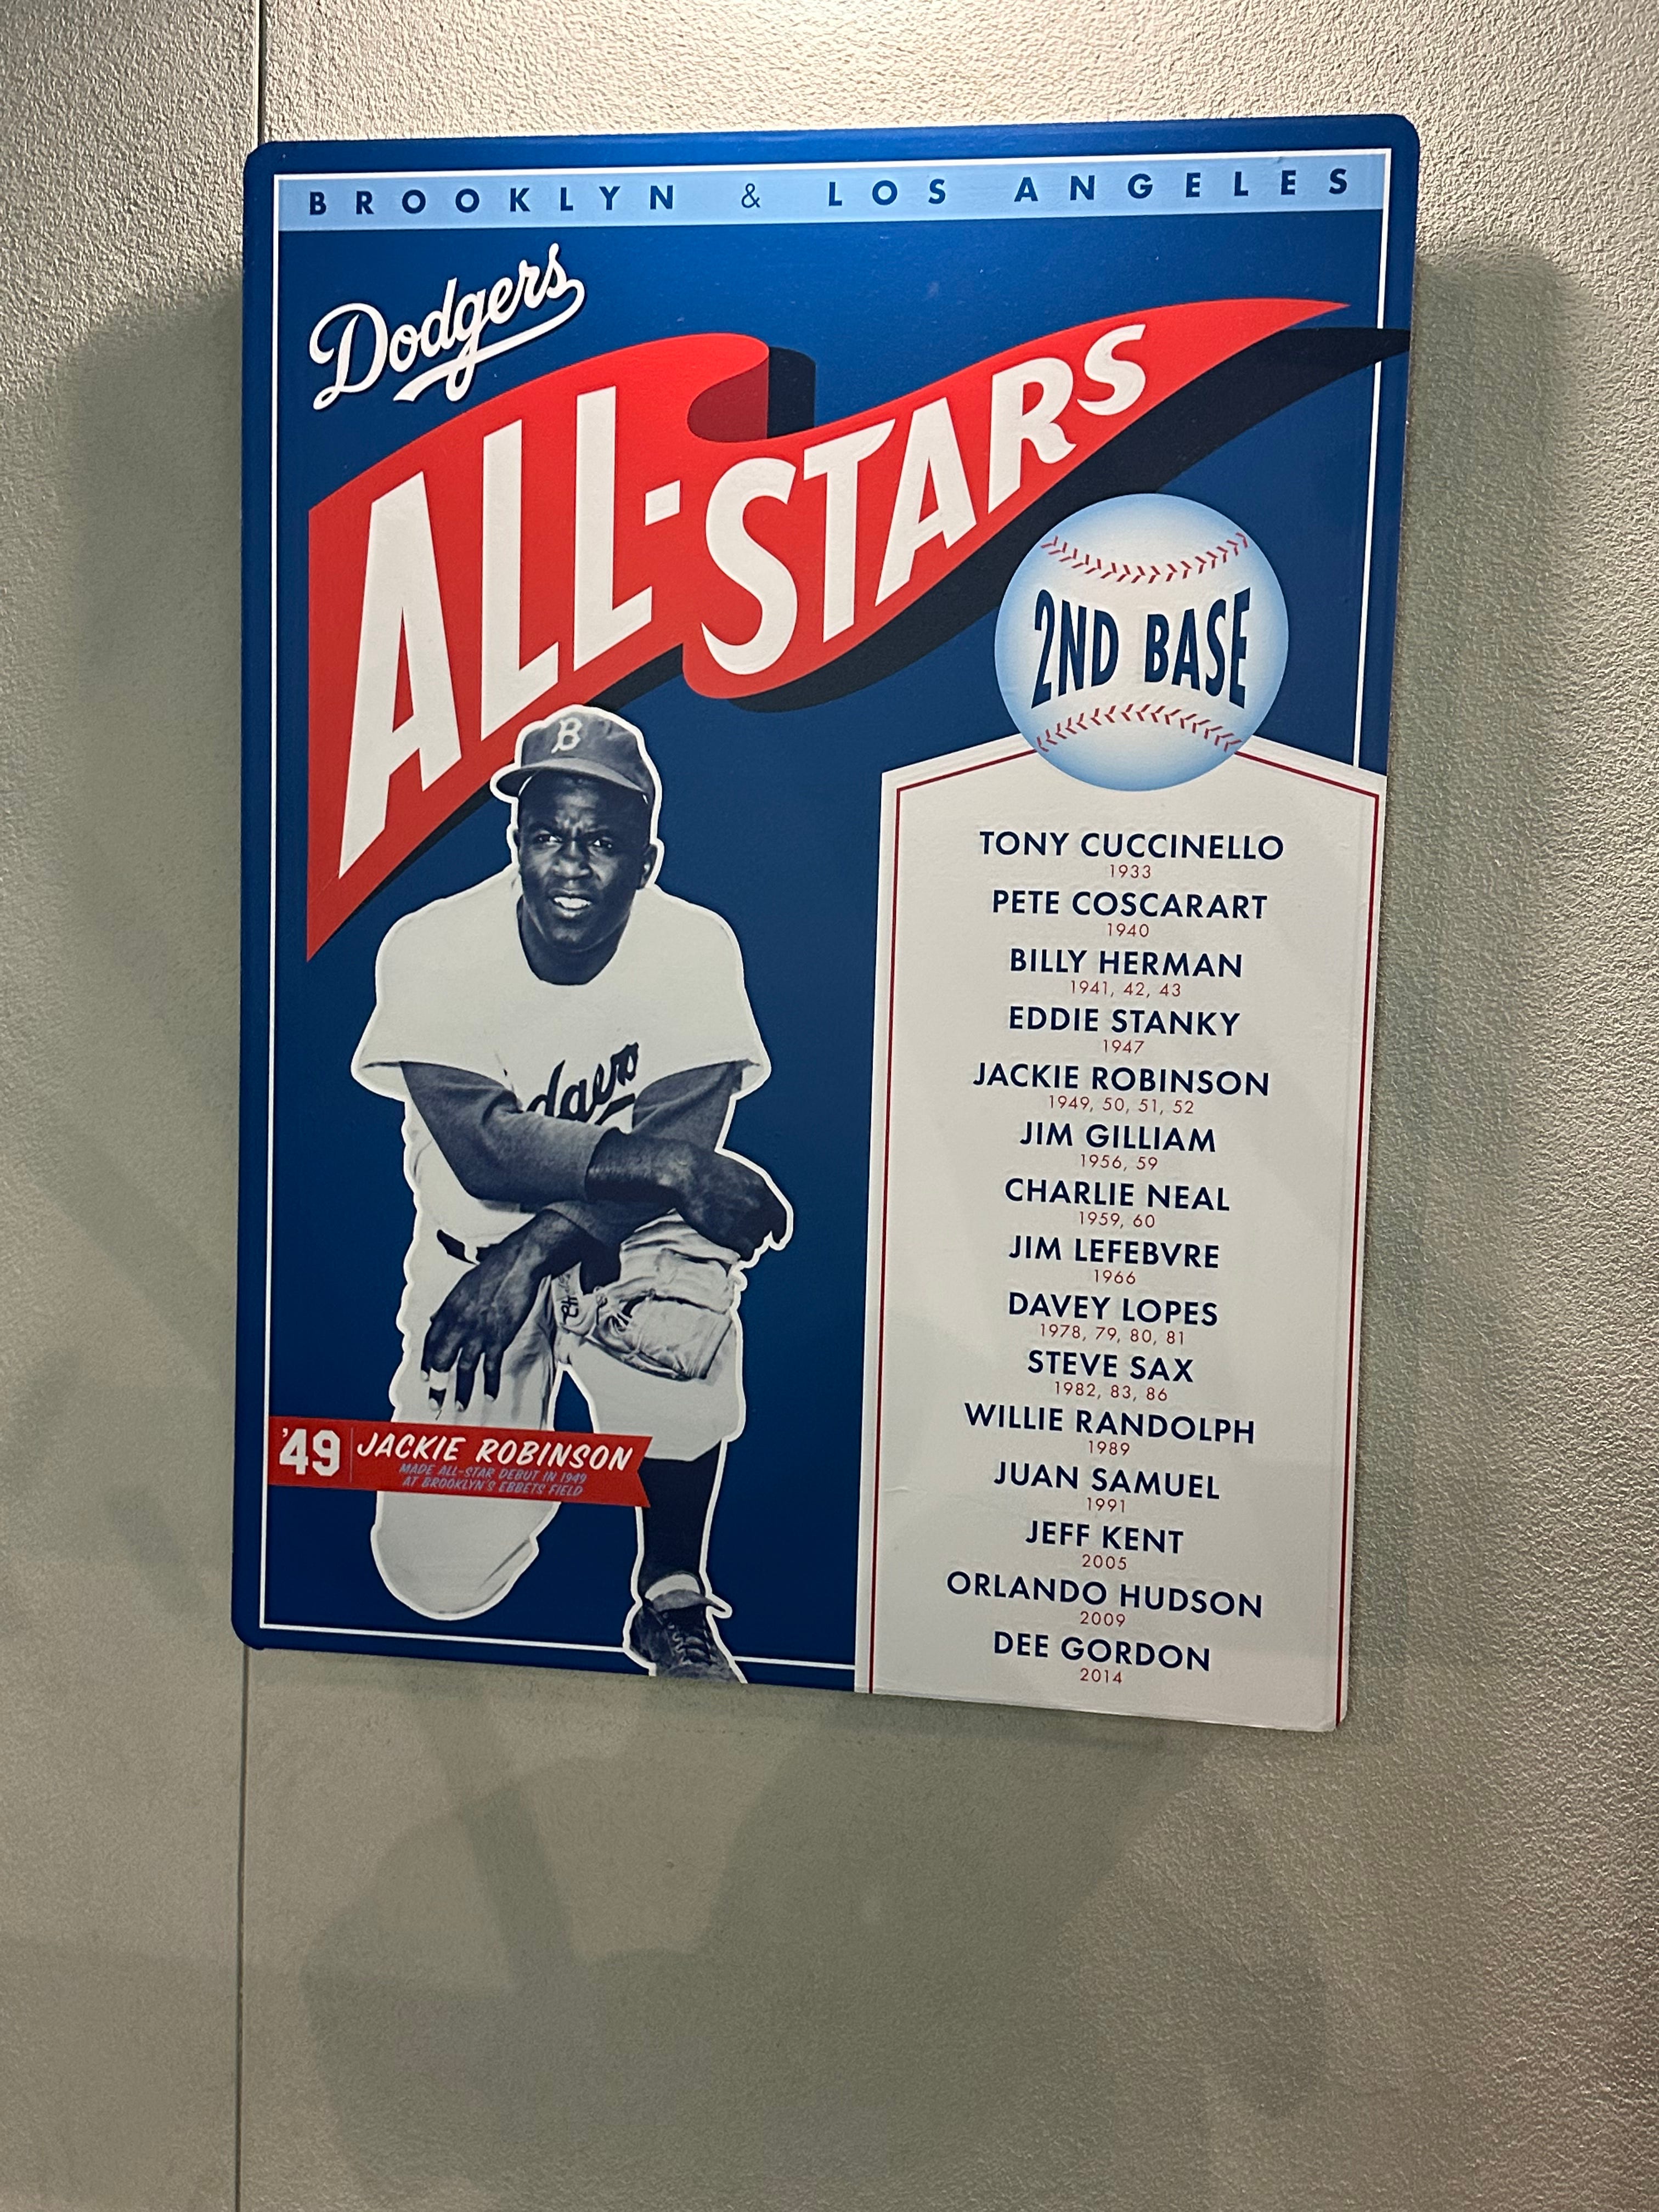 BROOKLYN & LOS ANGELES
Dodgers
ALL-STARS
2ND BASE
B
TONY CUCCINELLO
1933
PETE COSCARART
1940
BILLY HERMAN
1941, 42, 43
EDDIE STANKY
1947
JACKIE ROBINSON
1949, 50, 51, 52
JIM GILLIAM
1956, 59
CHARLIE NEAL
1959, 60
JIM LEFEBVRE
1966
DAVEY LOPES
1978, 79, 80, 81
STEVE SAX
1982, 83, 86
WILLIE RANDOLPH
1989
JUAN SAMUEL
1991
JEFF KENT
2005
ORLANDO HUDSON
2009
DEE GORDON
2014
'49 JACKIE ROBINSON
MADE ALL-STAR DEBUT IN 1949
AT BROOKLYN'S EBBETS FIELD